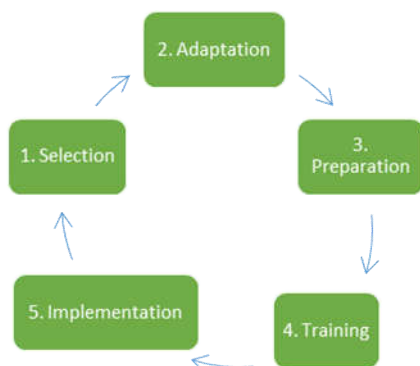 1. Selection
2. Adaptation
3.
Preparation
4. Training
5. Implementation